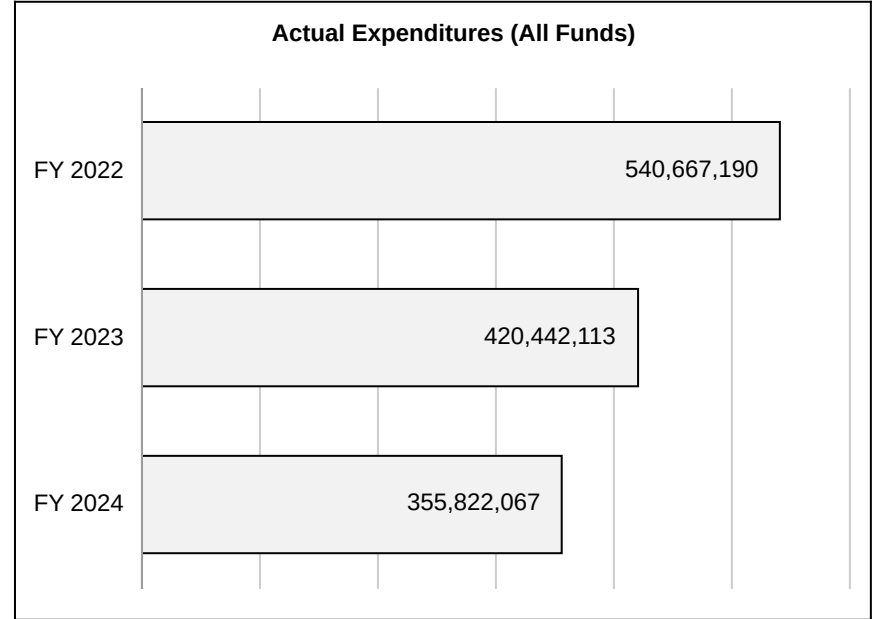 Actual Expenditures (All Funds)
FY 2022
540,667,190
FY 2023
420,442,113
FY 2024
355,822,067